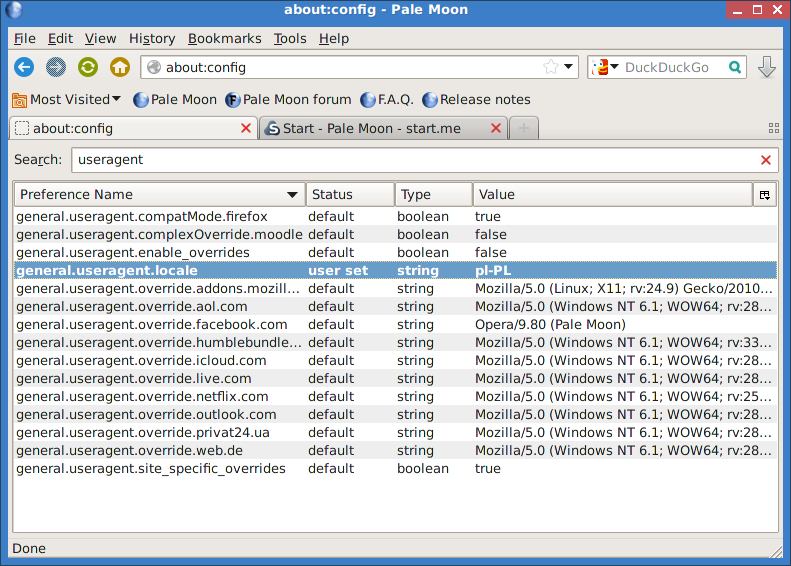 about:config - Pale Moon
File Edit View History Bookmarks Tools Help
about:config DuckDuckGo
Most Visited Pale Moon Pale Moon forum F.A.Q. Release notes
about:config Start - Pale Moon - start.me
Search: useragent
Preference Name Status Type Value
general.useragent.compatMode.firefox default boolean true
general.useragent.complexOverride.moodle default boolean false
general.useragent.enable_overrides default boolean false
general.useragent.locale user set string pl-PL
general.useragent.override.addons.mozill... default string Mozilla/5.0 (Linux; X11; rv:24.9) Gecko/2010...
general.useragent.override.aol.com default string Mozilla/5.0 (Windows NT 6.1; WOW64; rv:28...
general.useragent.override.facebook.com default string Opera/9.80 (Pale Moon)
general.useragent.override.humblebundle... default string Mozilla/5.0 (Windows NT 6.1; WOW64; rv:33...
general.useragent.override.icloud.com default string Mozilla/5.0 (Windows NT 6.1; WOW64; rv:28...
general.useragent.override.live.com default string Mozilla/5.0 (Windows NT 6.1; WOW64; rv:28...
general.useragent.override.netflix.com default string Mozilla/5.0 (Windows NT 6.1; WOW64; rv:25...
general.useragent.override.outlook.com default string Mozilla/5.0 (Windows NT 6.1; WOW64; rv:28...
general.useragent.override.privat24.ua default string Mozilla/5.0 (Windows NT 6.1; WOW64; rv:28...
general.useragent.override.web.de default string Mozilla/5.0 (Windows NT 6.1; WOW64; rv:28...
general.useragent.site_specific_overrides default boolean true
Done